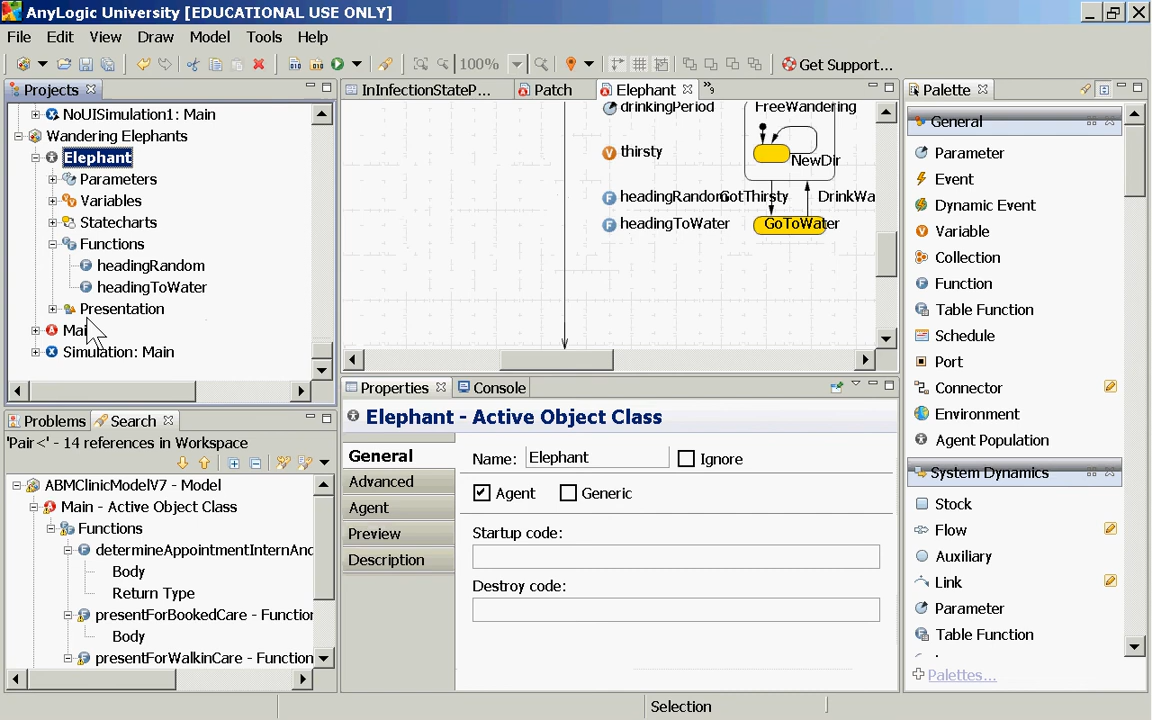 AnyLogic University [EDUCATIONAL USE ONLY]
File Edit View Draw Model Tools Help
100% Get Support...
Projects
NoUISimulation1: Main
Wandering Elephants
Elephant
Parameters
Variables
Statecharts
Functions
headingRandom
headingToWater
Presentation
Mai
Simulation: Main
Problems Search
'Pair<' - 14 references in Workspace
ABMClinicModelV7 - Model
Main - Active Object Class
Functions
determineAppointmentInternAnc
Body
Return Type
presentForBookedCare - Function
Body
presentForWalkinCare - Function
InInfectionStateP... Patch Elephant »9
drinkingPeriod
thirsty
headingRandom
headingToWater
FreeWandering
NewDir
GotThirsty DrinkWa
GoToWater
Properties Console
Elephant - Active Object Class
General
Advanced
Agent
Preview
Description
Name: Elephant Ignore
Agent Generic
Startup code:
Destroy code:
Palette
General
Parameter
Event
Dynamic Event
Variable
Collection
Function
Table Function
Schedule
Port
Connector
Environment
Agent Population
System Dynamics
Stock
Flow
Auxiliary
Link
Parameter
Table Function
Palettes...
Selection